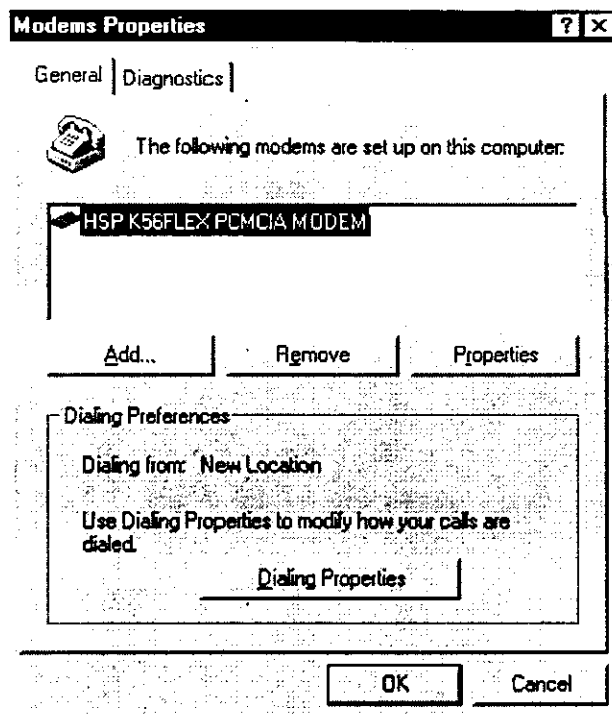 Modems Properties ? X
General Diagnostics
The following modems are set up on this computer:
HSP K56FLEX PCMCIA MODEM
Add... Remove Properties
Dialing Preferences
Dialing from: New Location
Use Dialing Properties to modify how your calls are
dialed.
Dialing Properties
OK Cancel